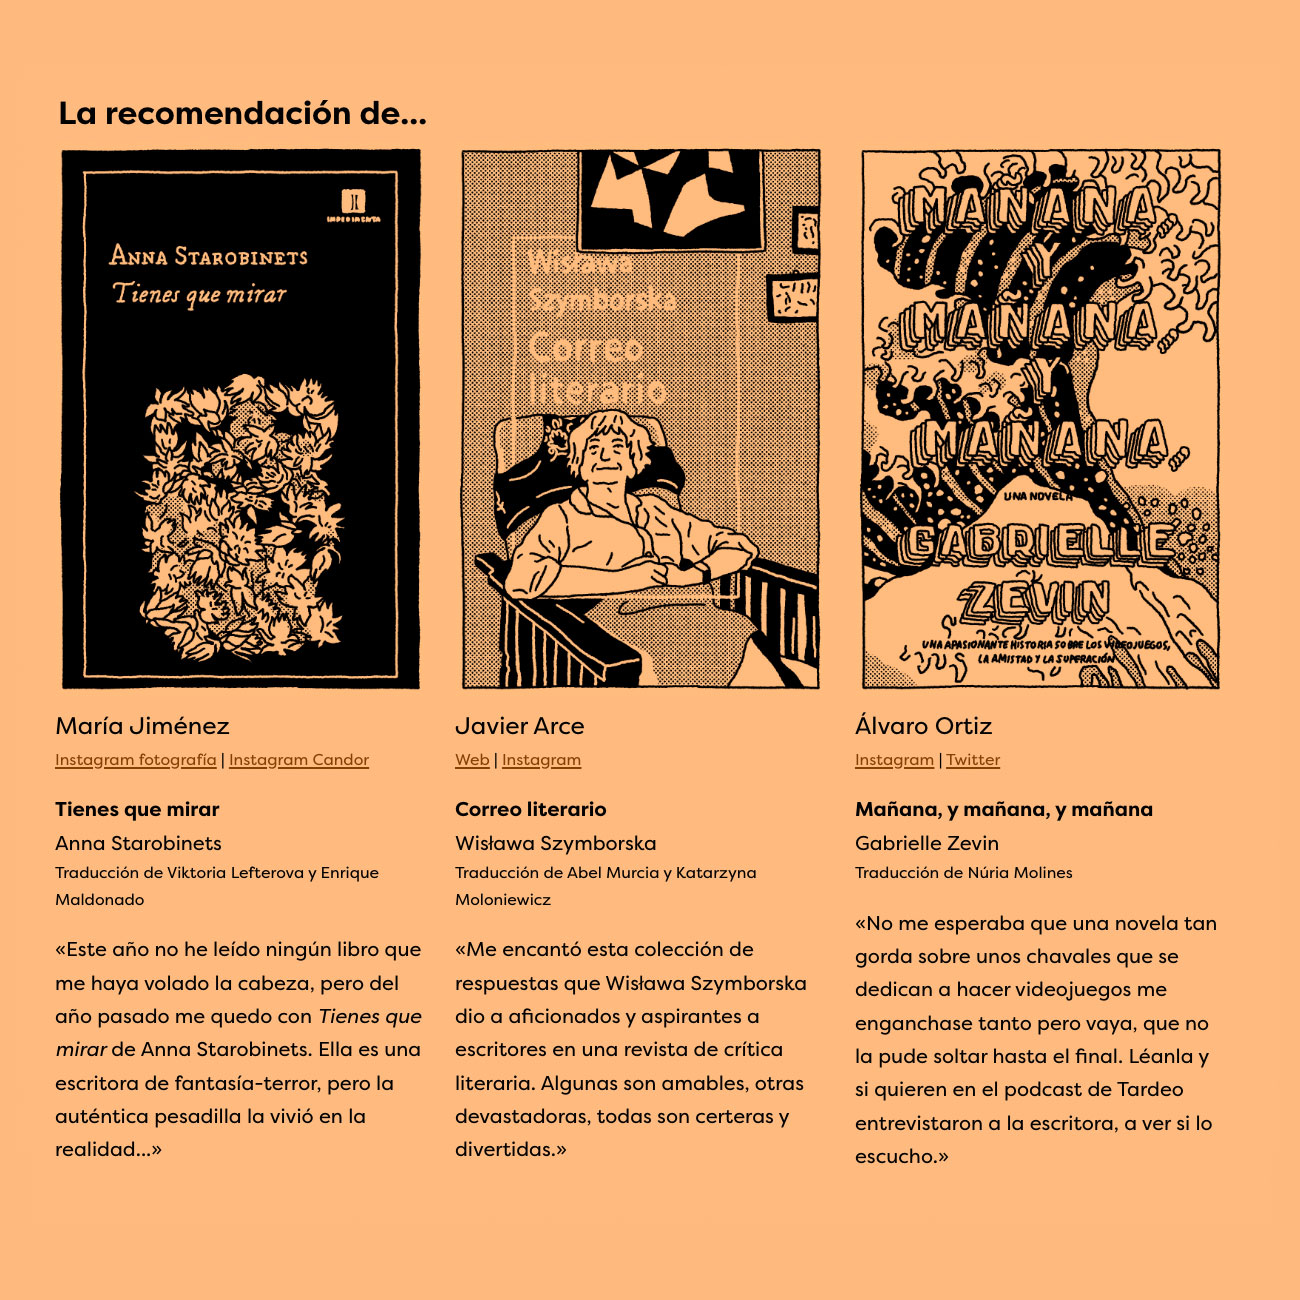 La recomendación de...
IMPEDIMENTA
Anna Starobinets
Tienes que mirar
Wisława
Szymborska
Correo
literario
MAÑANA,
Y
MAÑANA,
Y
MAÑANA,
UNA NOVELA
GABRIELLE
ZEVIN
UNA APASIONANTE HISTORIA SOBRE LOS VIDEOJUEGOS,
LA AMISTAD Y LA SUPERACIÓN
María Jiménez
Instagram fotografía | Instagram Candor
Tienes que mirar
Anna Starobinets
Traducción de Viktoria Lefterova y Enrique
Maldonado
«Este año no he leído ningún libro que
me haya volado la cabeza, pero del
año pasado me quedo con Tienes que
mirar de Anna Starobinets. Ella es una
escritora de fantasía-terror, pero la
auténtica pesadilla la vivió en la
realidad...»
Javier Arce
Web | Instagram
Correo literario
Wisława Szymborska
Traducción de Abel Murcia y Katarzyna
Moloniewicz
«Me encantó esta colección de
respuestas que Wisława Szymborska
dio a aficionados y aspirantes a
escritores en una revista de crítica
literaria. Algunas son amables, otras
devastadoras, todas son certeras y
divertidas.»
Álvaro Ortiz
Instagram | Twitter
Mañana, y mañana, y mañana
Gabrielle Zevin
Traducción de Núria Molines
«No me esperaba que una novela tan
gorda sobre unos chavales que se
dedican a hacer videojuegos me
enganchase tanto pero vaya, que no
la pude soltar hasta el final. Léanla y
si quieren en el podcast de Tardeo
entrevistaron a la escritora, a ver si lo
escucho.»